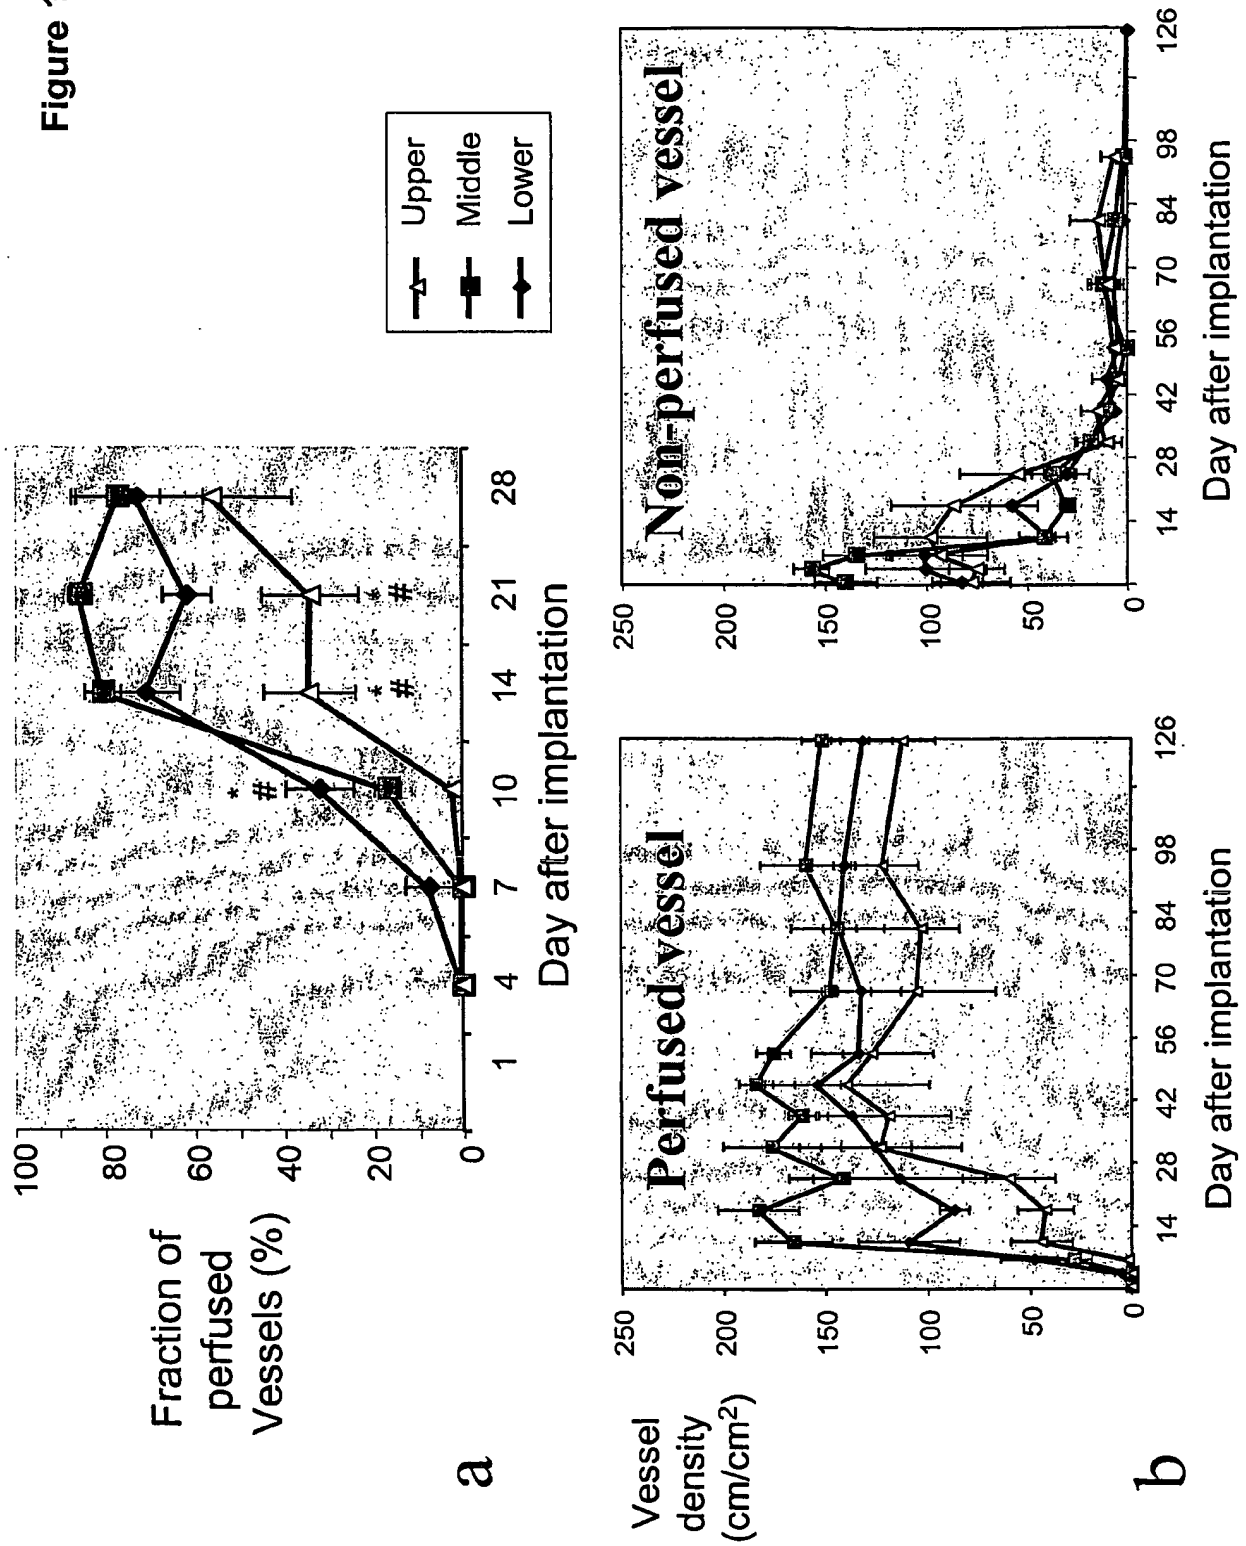 Figure
Fraction of
perfused
Vessels (%)
100
80
60
40
20
0
* #
* #
* #
1
4
7
10
14
21
28
Day after implantation
Upper
Middle
Lower
a
Vessel
density
(cm/cm²)
Perfused vessel
250
200
150
100
50
0
14
28
42
56
70
84
98
126
Day after implantation
Non-perfused vessel
250
200
150
100
50
0
14
28
42
56
70
84
98
126
Day after implantation
b